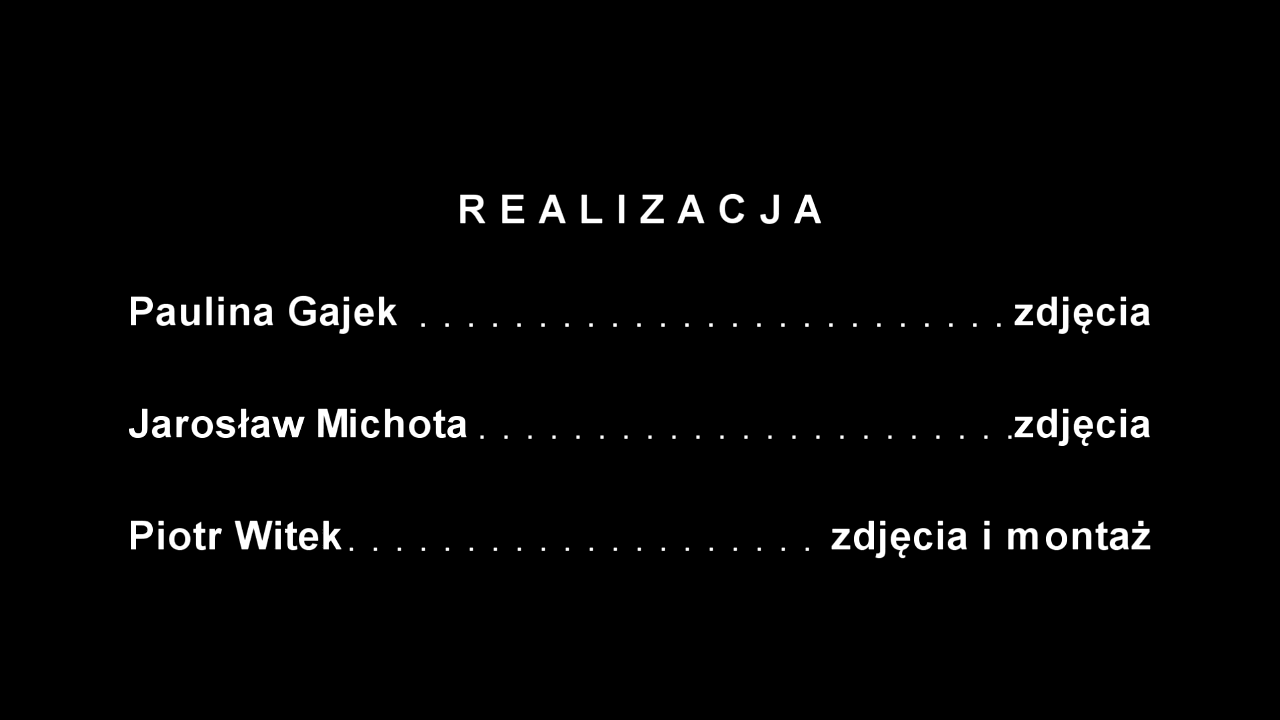 R E A L I Z A C J A
Paulina Gajek . . . . . . . . . . . . . . . . . . . . . . . . . zdjęcia
Jarosław Michota . . . . . . . . . . . . . . . . . . . . . . .zdjęcia
Piotr Witek. . . . . . . . . . . . . . . . . . . . zdjęcia i montaż